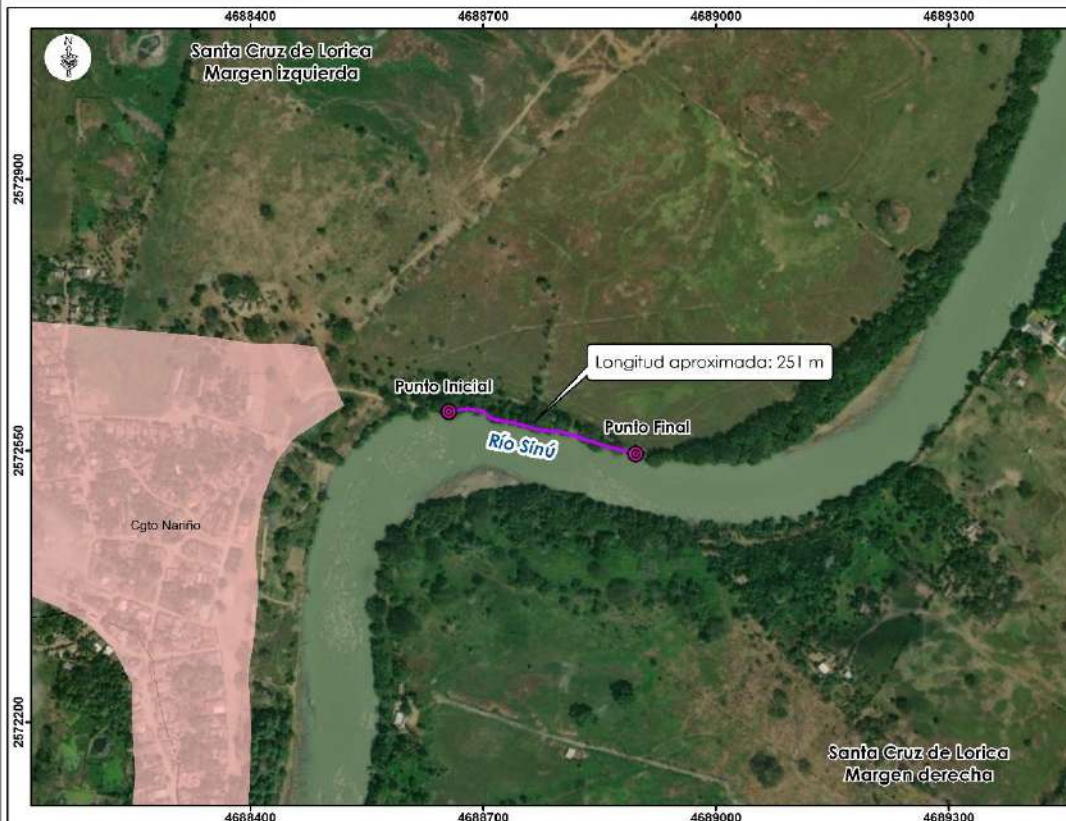 4688400 4688700 4689000 4689300
N
Santa Cruz de Lorica
Margen izquierda
2572900
Longitud aproximada: 251 m
Punto Inicial
Punto Final
Río Sinú
2572550
Cgto Nariño
2572200
Santa Cruz de Lorica
Margen derecha
4688400 4688700 4689000 4689300